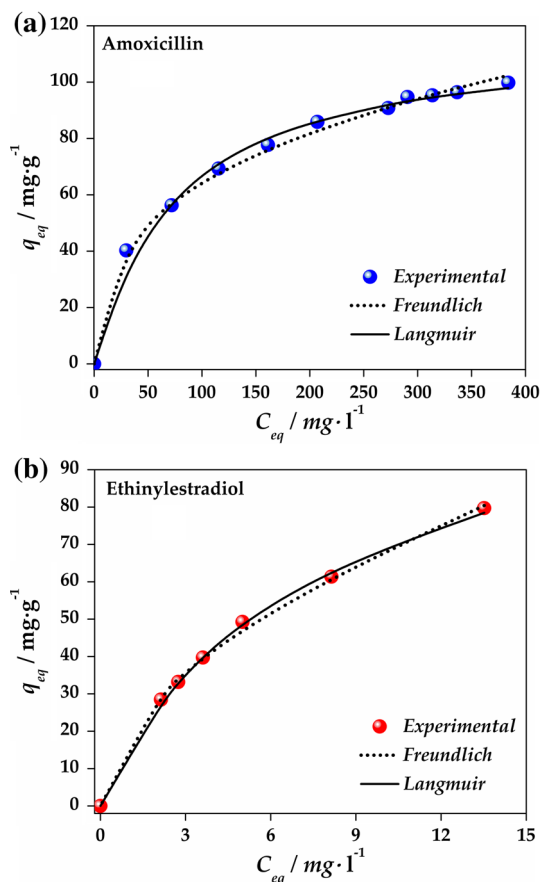 (a)
Amoxicillin
120
100
80
60
40
20
0
q_eq / mg·g⁻¹
Experimental
Freundlich
Langmuir
0 50 100 150 200 250 300 350 400
C_eq / mg·l⁻¹
(b)
Ethinylestradiol
90
80
70
60
50
40
30
20
10
0
q_eq / mg·g⁻¹
Experimental
Freundlich
Langmuir
0 3 6 9 12 15
C_eq / mg·l⁻¹